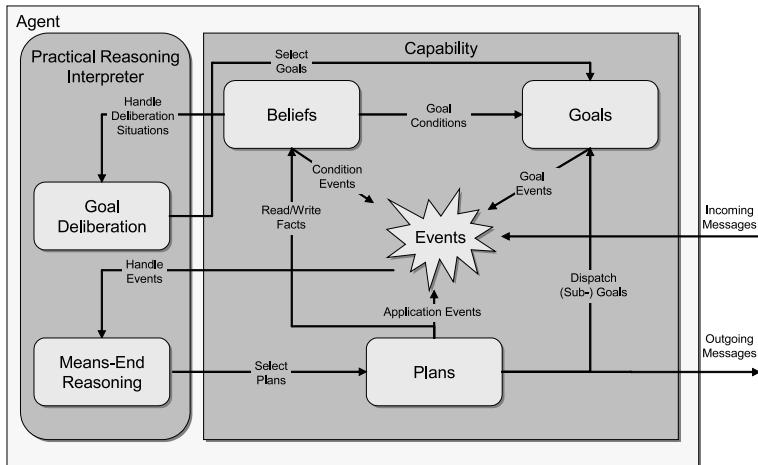 Agent
Practical Reasoning
Interpreter
Capability
Select
Goals
Handle
Deliberation
Situations
Beliefs
Goal
Conditions
Goals
Condition
Events
Goal
Events
Goal
Deliberation
Read/Write
Facts
Events
Incoming
Messages
Handle
Events
Dispatch
(Sub-) Goals
Application Events
Means-End
Reasoning
Select
Plans
Plans
Outgoing
Messages